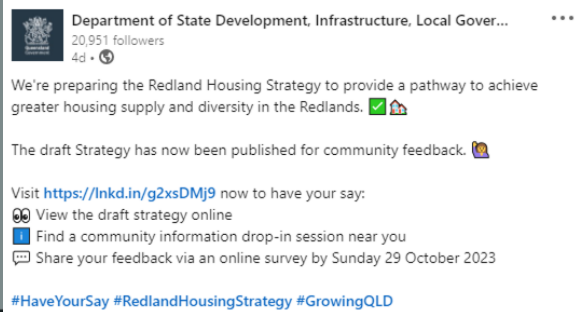 Department of State Development, Infrastructure, Local Gover...
20,951 followers
4d •
We're preparing the Redland Housing Strategy to provide a pathway to achieve
greater housing supply and diversity in the Redlands. ✅🏘️
The draft Strategy has now been published for community feedback. 🙋‍♀️
Visit https://lnkd.in/g2xsDMj9 now to have your say:
👀 View the draft strategy online
ℹ️ Find a community information drop-in session near you
💬 Share your feedback via an online survey by Sunday 29 October 2023
#HaveYourSay #RedlandHousingStrategy #GrowingQLD